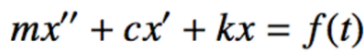 mx″ + cx′ + kx = f(t)